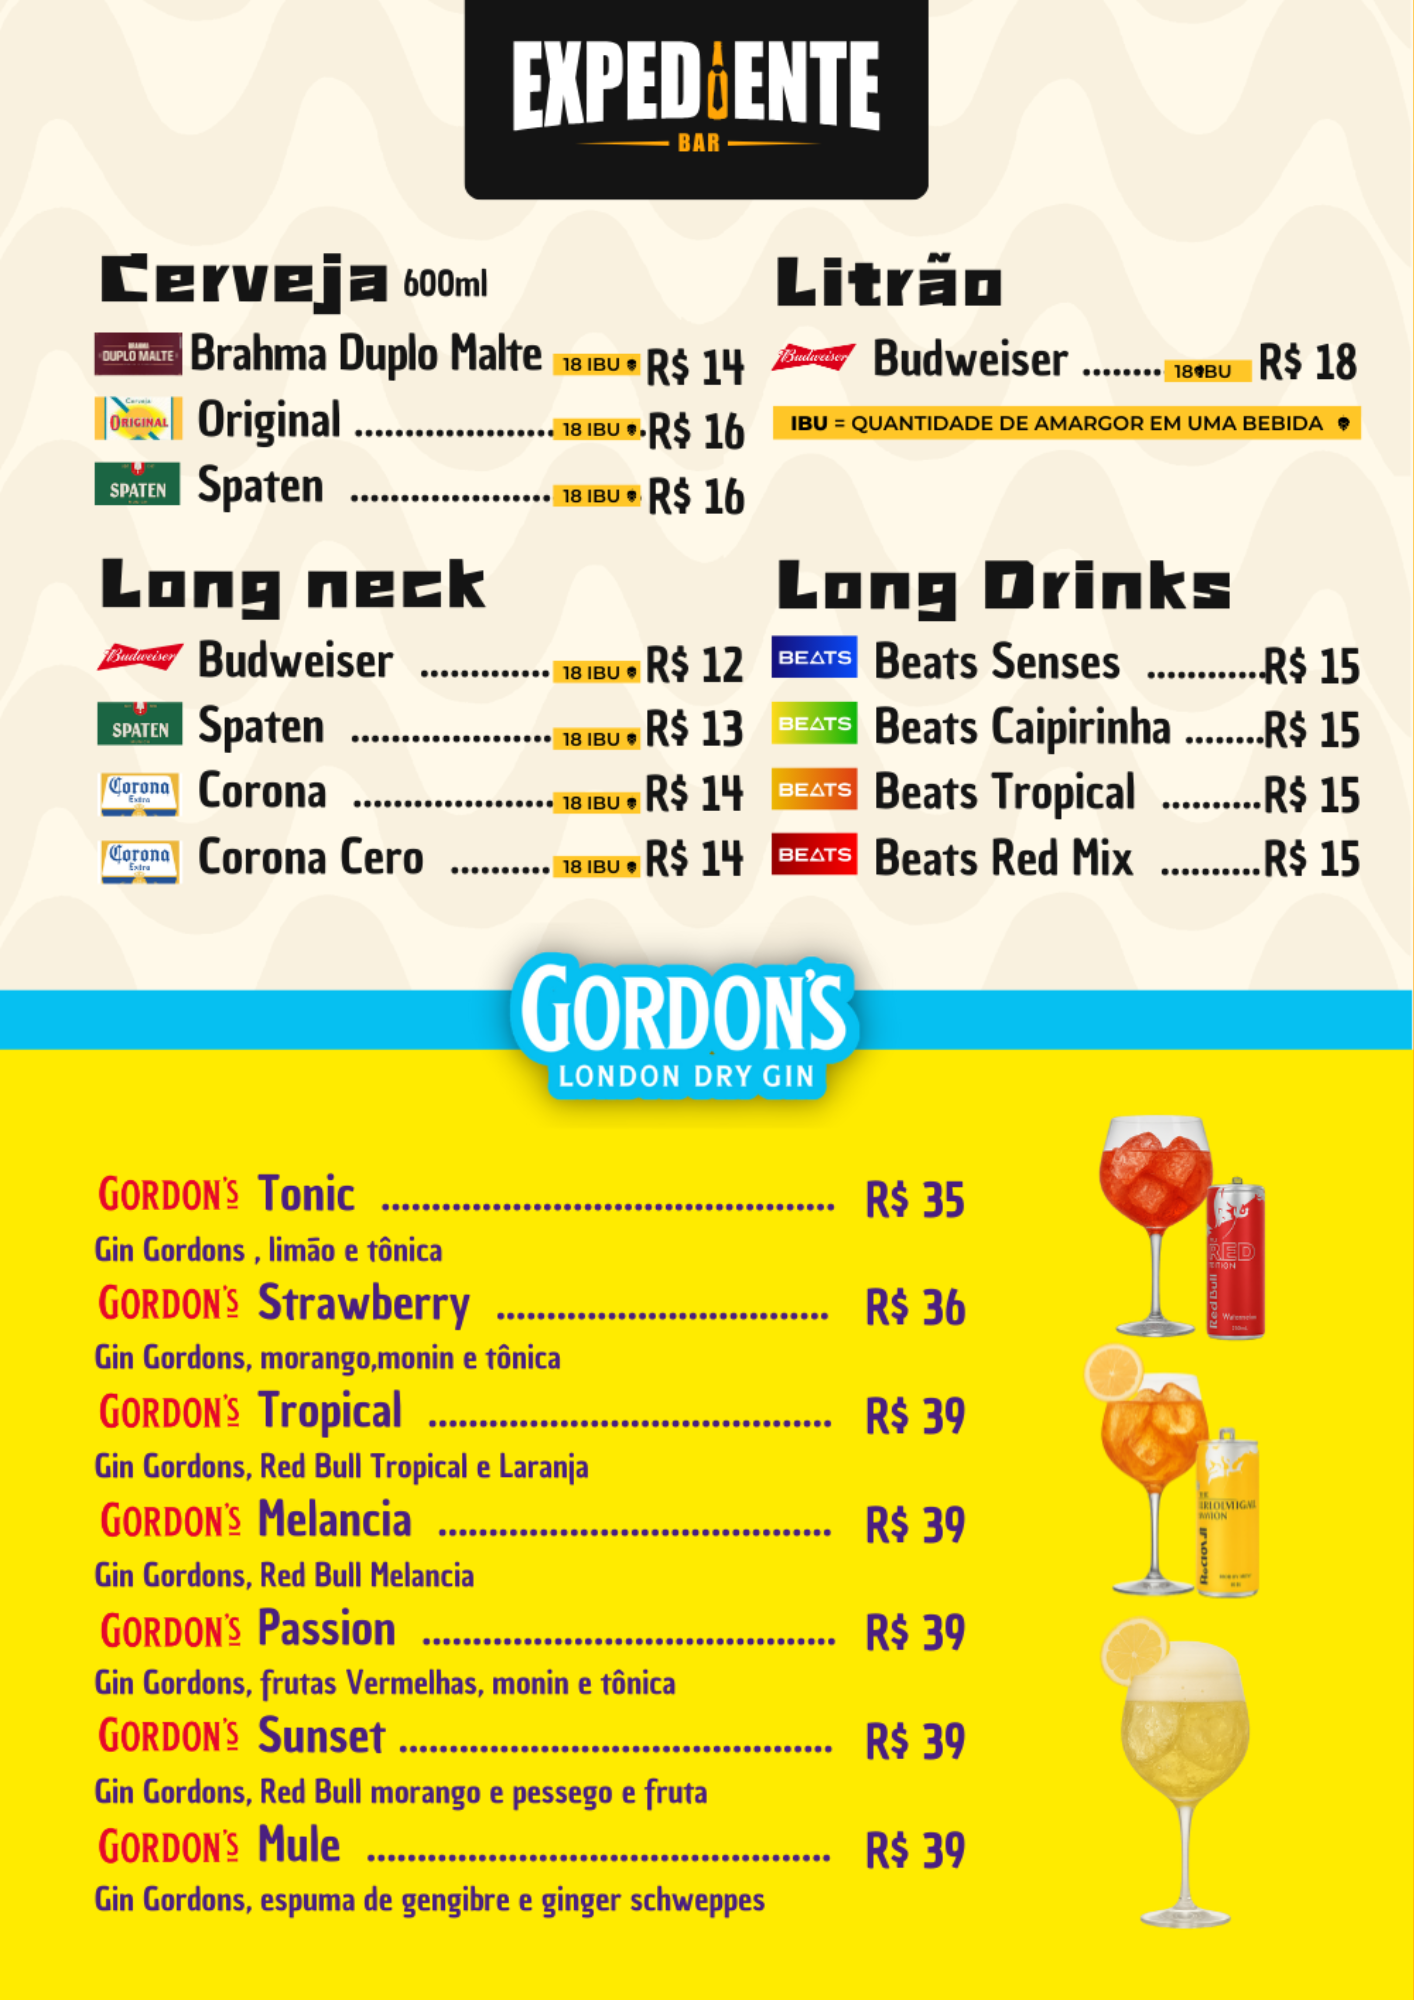 EXPEDIENTE
BAR
Cerveja 600ml
BRAHMA DUPLO MALTE Brahma Duplo Malte 18 IBU R$ 14
Cerveja ORIGINAL Original .................... 18 IBU R$ 16
SPATEN Spaten .................... 18 IBU R$ 16
Litrão
Budweiser Budweiser ........ 18 IBU R$ 18
IBU = QUANTIDADE DE AMARGOR EM UMA BEBIDA
Long neck
Budweiser Budweiser ............. 18 IBU R$ 12
SPATEN Spaten .................... 18 IBU R$ 13
Corona Extra Corona .................... 18 IBU R$ 14
Corona Extra Corona Cero .......... 18 IBU R$ 14
Long Drinks
BEATS Beats Senses ............R$ 15
BEATS Beats Caipirinha ........R$ 15
BEATS Beats Tropical ..........R$ 15
BEATS Beats Red Mix ..........R$ 15
GORDON'S
LONDON DRY GIN
GORDON'S Tonic ............................................. R$ 35
Gin Gordons , limão e tônica
GORDON'S Strawberry ................................. R$ 36
Gin Gordons, morango,monin e tônica
GORDON'S Tropical ........................................ R$ 39
Gin Gordons, Red Bull Tropical e Laranja
GORDON'S Melancia ....................................... R$ 39
Gin Gordons, Red Bull Melancia
GORDON'S Passion ......................................... R$ 39
Gin Gordons, frutas Vermelhas, monin e tônica
GORDON'S Sunset ........................................... R$ 39
Gin Gordons, Red Bull morango e pessego e fruta
GORDON'S Mule .............................................. R$ 39
Gin Gordons, espuma de gengibre e ginger schweppes
Red Bull
RED
Watermelon